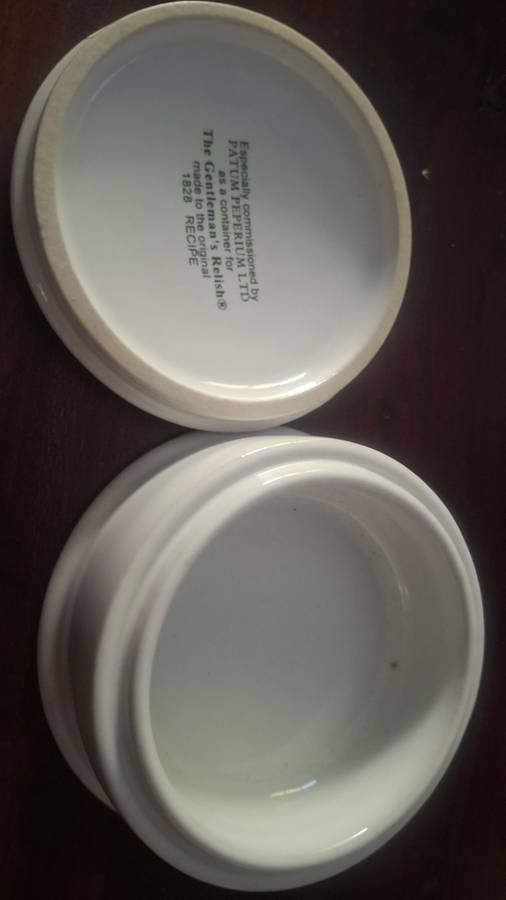 Especially commissioned by
PATUM PEPERIUM LTD
as a container for
The Gentleman's Relish®
made to the original
1828 RECIPE